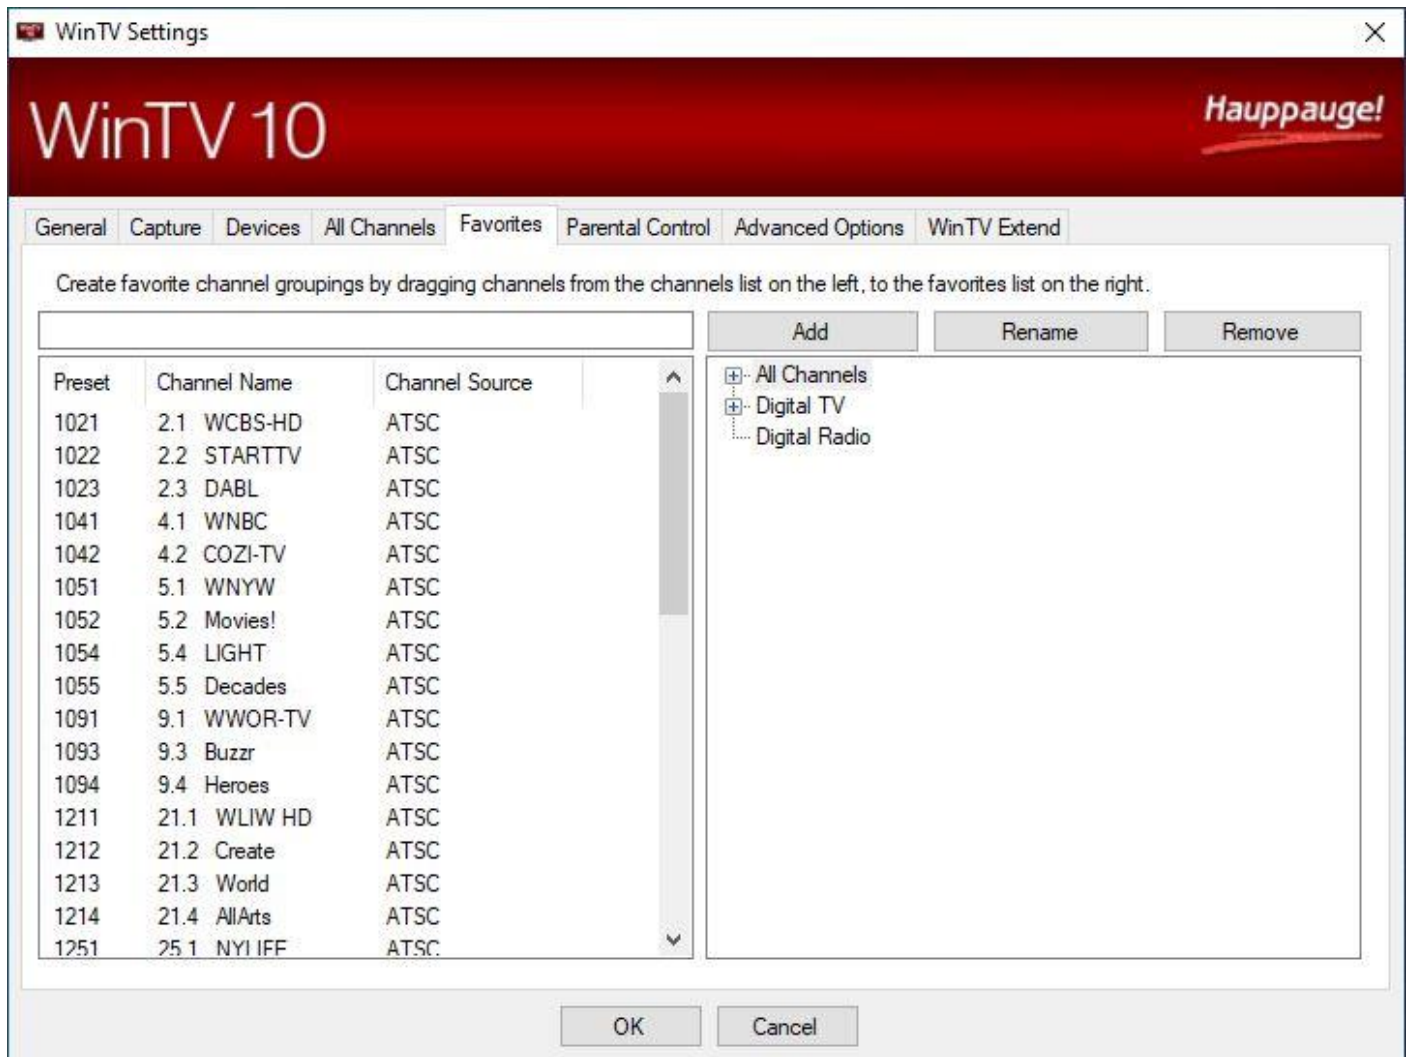 WinTV Settings
WinTV 10
Hauppauge!
General Capture Devices All Channels Favorites Parental Control Advanced Options WinTV Extend
Create favorite channel groupings by dragging channels from the channels list on the left, to the favorites list on the right.
Add Rename Remove
Preset Channel Name Channel Source
1021 2.1 WCBS-HD ATSC
1022 2.2 STARTTV ATSC
1023 2.3 DABL ATSC
1041 4.1 WNBC ATSC
1042 4.2 COZI-TV ATSC
1051 5.1 WNYW ATSC
1052 5.2 Movies! ATSC
1054 5.4 LIGHT ATSC
1055 5.5 Decades ATSC
1091 9.1 WWOR-TV ATSC
1093 9.3 Buzzr ATSC
1094 9.4 Heroes ATSC
1211 21.1 WLIW HD ATSC
1212 21.2 Create ATSC
1213 21.3 World ATSC
1214 21.4 AllArts ATSC
1251 25.1 NYLIFE ATSC
All Channels
Digital TV
Digital Radio
OK Cancel